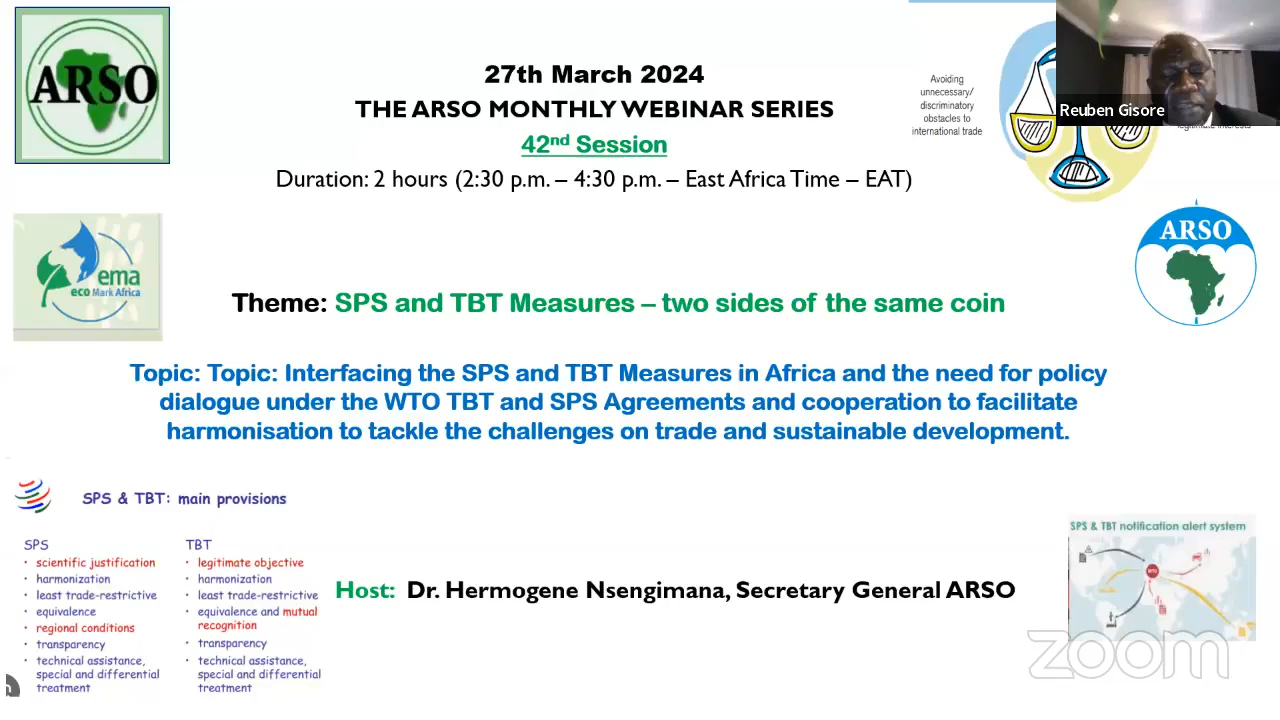 ARSO
27th March 2024
THE ARSO MONTHLY WEBINAR SERIES
42nd Session
Duration: 2 hours (2:30 p.m. – 4:30 p.m. – East Africa Time – EAT)
Avoiding
unnecessary/
discriminatory
obstacles to
international trade
Reuben Gisore
ema
eco Mark Africa
ARSO
Theme: SPS and TBT Measures – two sides of the same coin
Topic: Topic: Interfacing the SPS and TBT Measures in Africa and the need for policy
dialogue under the WTO TBT and SPS Agreements and cooperation to facilitate
harmonisation to tackle the challenges on trade and sustainable development.
SPS & TBT: main provisions
SPS
• scientific justification
• harmonization
• least trade-restrictive
• equivalence
• regional conditions
• transparency
• technical assistance,
special and differential
treatment
TBT
• legitimate objective
• harmonization
• least trade-restrictive
• equivalence and mutual
recognition
• transparency
• technical assistance,
special and differential
treatment
Host: Dr. Hermogene Nsengimana, Secretary General ARSO
SPS & TBT notification alert system
WTO
zoom